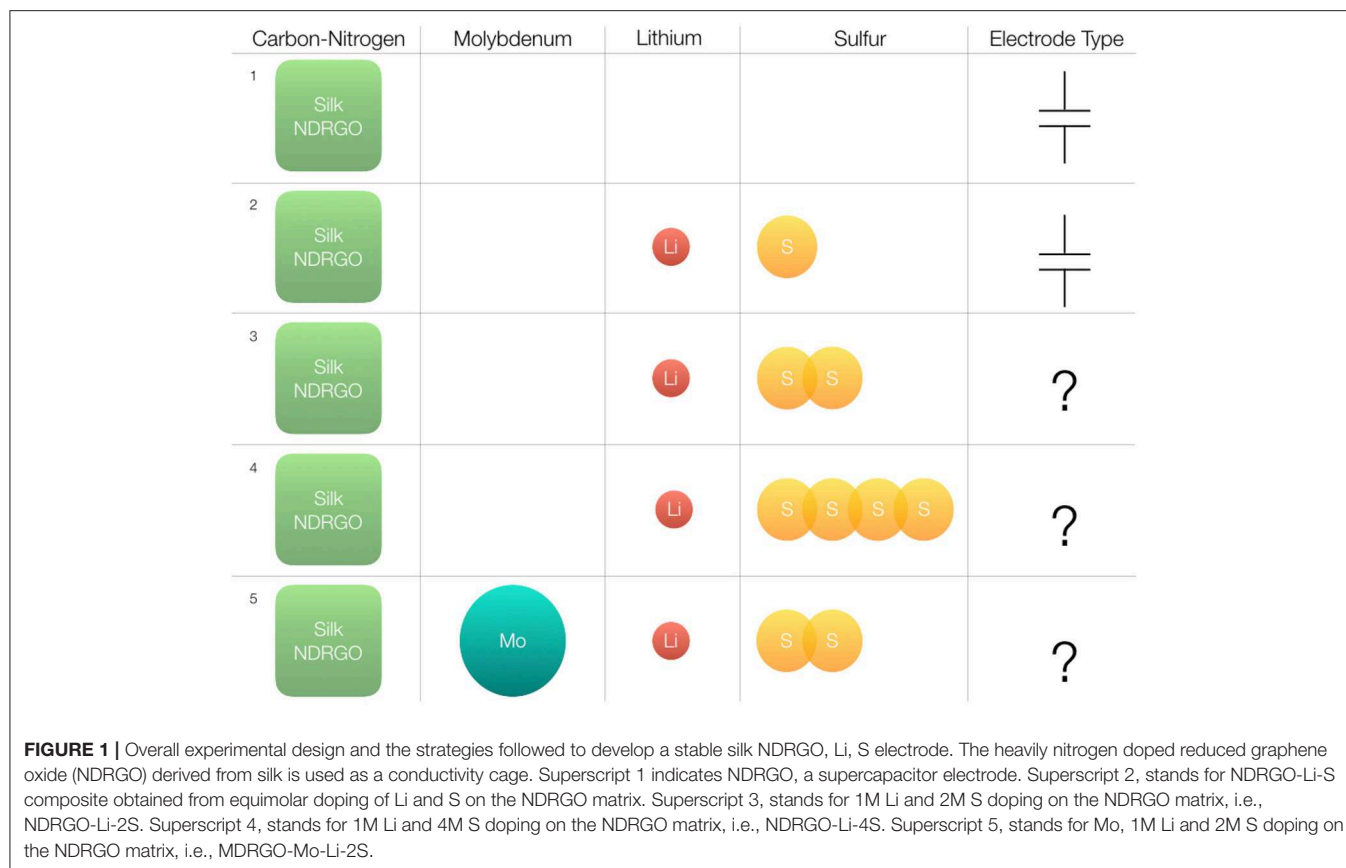 Carbon-Nitrogen Molybdenum Lithium Sulfur Electrode Type
1
Silk
NDRGO
2
Silk
NDRGO
Li
S
3
Silk
NDRGO
Li
S S
?
4
Silk
NDRGO
Li
S S S S
?
5
Silk
NDRGO
Mo
Li
S S
?
FIGURE 1 | Overall experimental design and the strategies followed to develop a stable silk NDRGO, Li, S electrode. The heavily nitrogen doped reduced graphene
oxide (NDRGO) derived from silk is used as a conductivity cage. Superscript 1 indicates NDRGO, a supercapacitor electrode. Superscript 2, stands for NDRGO-Li-S
composite obtained from equimolar doping of Li and S on the NDRGO matrix. Superscript 3, stands for 1M Li and 2M S doping on the NDRGO matrix, i.e.,
NDRGO-Li-2S. Superscript 4, stands for 1M Li and 4M S doping on the NDRGO matrix, i.e., NDRGO-Li-4S. Superscript 5, stands for Mo, 1M Li and 2M S doping on
the NDRGO matrix, i.e., MDRGO-Mo-Li-2S.